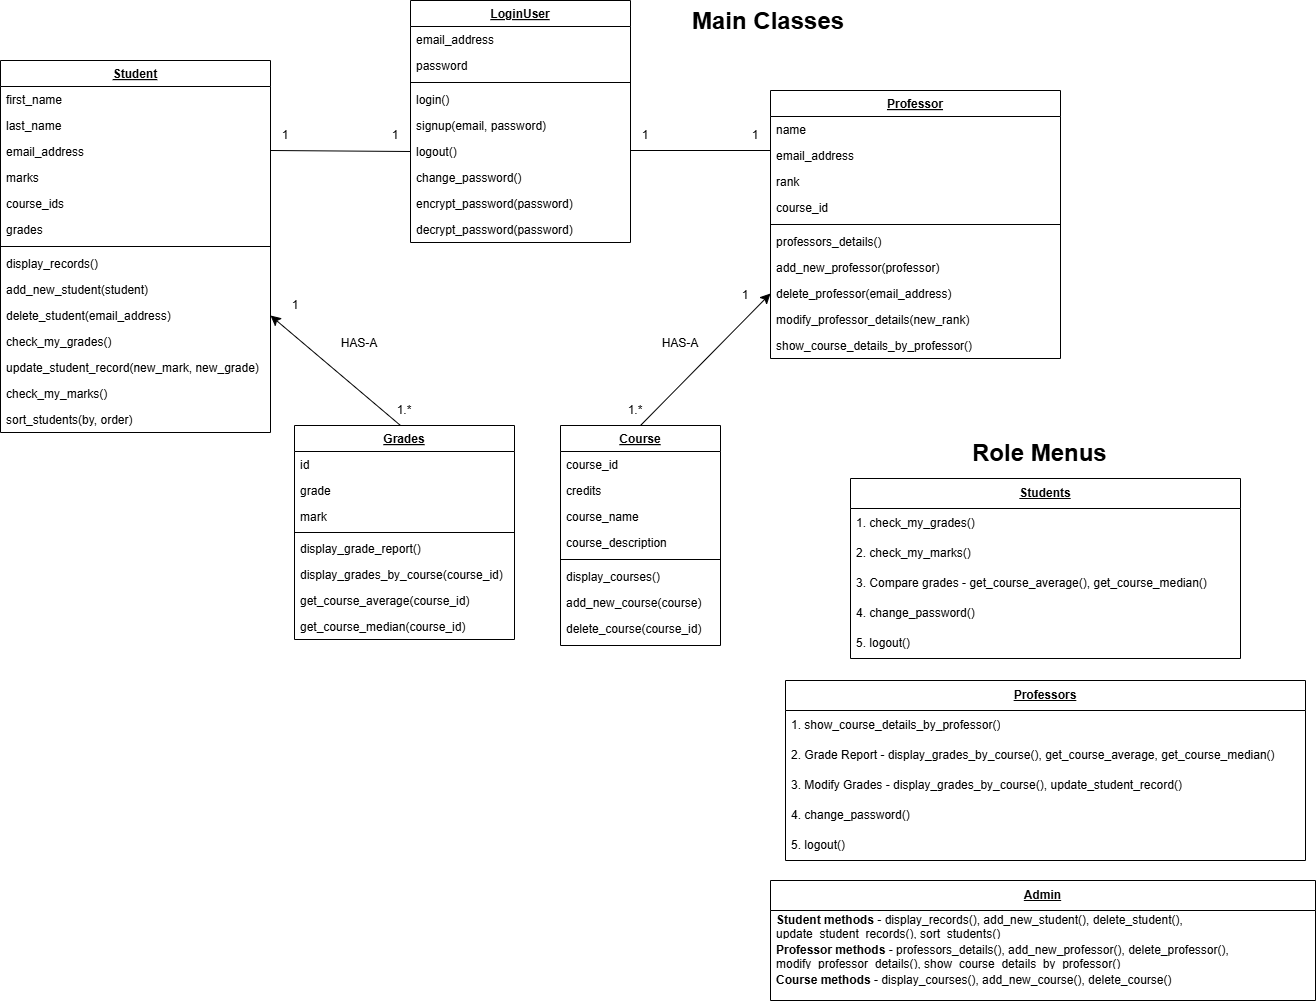 Main Classes
LoginUser
email_address
password
login()
signup(email, password)
logout()
change_password()
encrypt_password(password)
decrypt_password(password)
Student
first_name
last_name
email_address
marks
course_ids
grades
display_records()
add_new_student(student)
delete_student(email_address)
check_my_grades()
update_student_record(new_mark, new_grade)
check_my_marks()
sort_students(by, order)
1
1
1
1
Professor
name
email_address
rank
course_id
professors_details()
add_new_professor(professor)
delete_professor(email_address)
modify_professor_details(new_rank)
show_course_details_by_professor()
1
HAS-A
1.*
1
HAS-A
1.*
Grades
id
grade
mark
display_grade_report()
display_grades_by_course(course_id)
get_course_average(course_id)
get_course_median(course_id)
Course
course_id
credits
course_name
course_description
display_courses()
add_new_course(course)
delete_course(course_id)
Role Menus
Students
1. check_my_grades()
2. check_my_marks()
3. Compare grades - get_course_average(), get_course_median()
4. change_password()
5. logout()
Professors
1. show_course_details_by_professor()
2. Grade Report - display_grades_by_course(), get_course_average, get_course_median()
3. Modify Grades - display_grades_by_course(), update_student_record()
4. change_password()
5. logout()
Admin
Student methods - display_records(), add_new_student(), delete_student(),
update_student_records(), sort_students()
Professor methods - professors_details(), add_new_professor(), delete_professor(),
modify_professor_details(), show_course_details_by_professor()
Course methods - display_courses(), add_new_course(), delete_course()